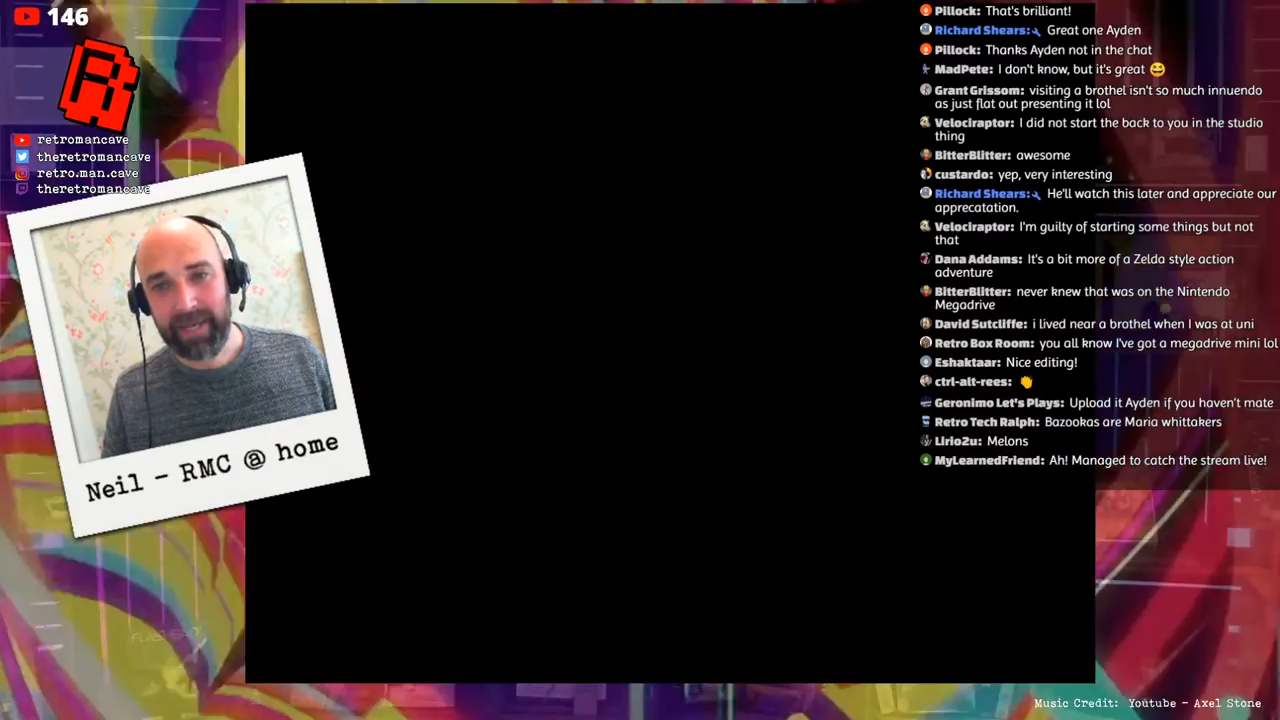 146
R
retromancave
theretromancave
retro.man.cave
theretromancave
Neil - RMC @ home
Pillock: That's brilliant!
Richard Shears: Great one Ayden
Pillock: Thanks Ayden not in the chat
MadPete: I don't know, but it's great 😆
Grant Grissom: visiting a brothel isn't so much innuendo
as just flat out presenting it lol
Velociraptor: I did not start the back to you in the studio
thing
BitterBlitter: awesome
custardo: yep, very interesting
Richard Shears: He'll watch this later and appreciate our
apprecatation.
Velociraptor: I'm guilty of starting some things but not
that
Dana Addams: It's a bit more of a Zelda style action
adventure
BitterBlitter: never knew that was on the Nintendo
Megadrive
David Sutcliffe: i lived near a brothel when I was at uni
Retro Box Room: you all know I've got a megadrive mini lol
Eshaktaar: Nice editing!
ctrl-alt-rees: 👏
Geronimo Let's Plays: Upload it Ayden if you haven't mate
Retro Tech Ralph: Bazookas are Maria whittakers
Lirio2u: Melons
MyLearnedFriend: Ah! Managed to catch the stream live!
Music Credit: Youtube - Axel Stone